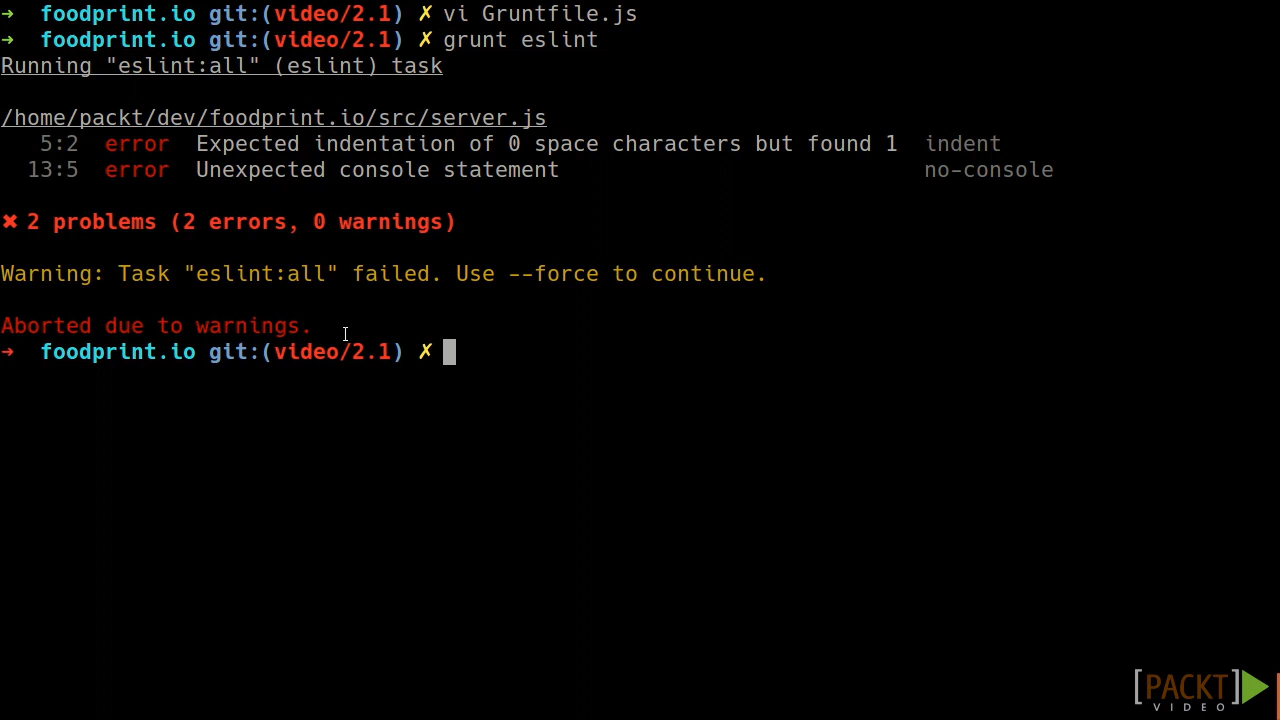 ➜  foodprint.io git:(video/2.1) ✗ vi Gruntfile.js
➜  foodprint.io git:(video/2.1) ✗ grunt eslint
Running "eslint:all" (eslint) task
/home/packt/dev/foodprint.io/src/server.js
5:2  error  Expected indentation of 0 space characters but found 1  indent
13:5  error  Unexpected console statement  no-console
✖ 2 problems (2 errors, 0 warnings)
Warning: Task "eslint:all" failed. Use --force to continue.
Aborted due to warnings.
➜  foodprint.io git:(video/2.1) ✗
[PACKT]
VIDEO